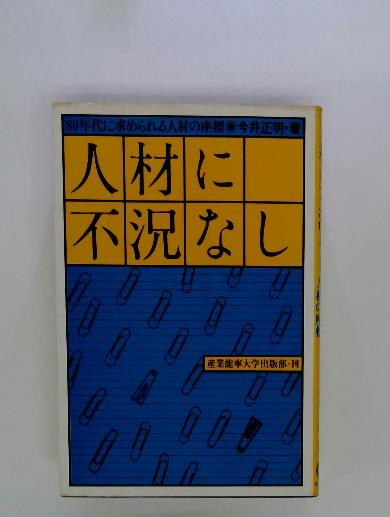 80年代に求められる人材の座標■今井正明・著
人材に
不況なし
産業能率大学出版部・刊